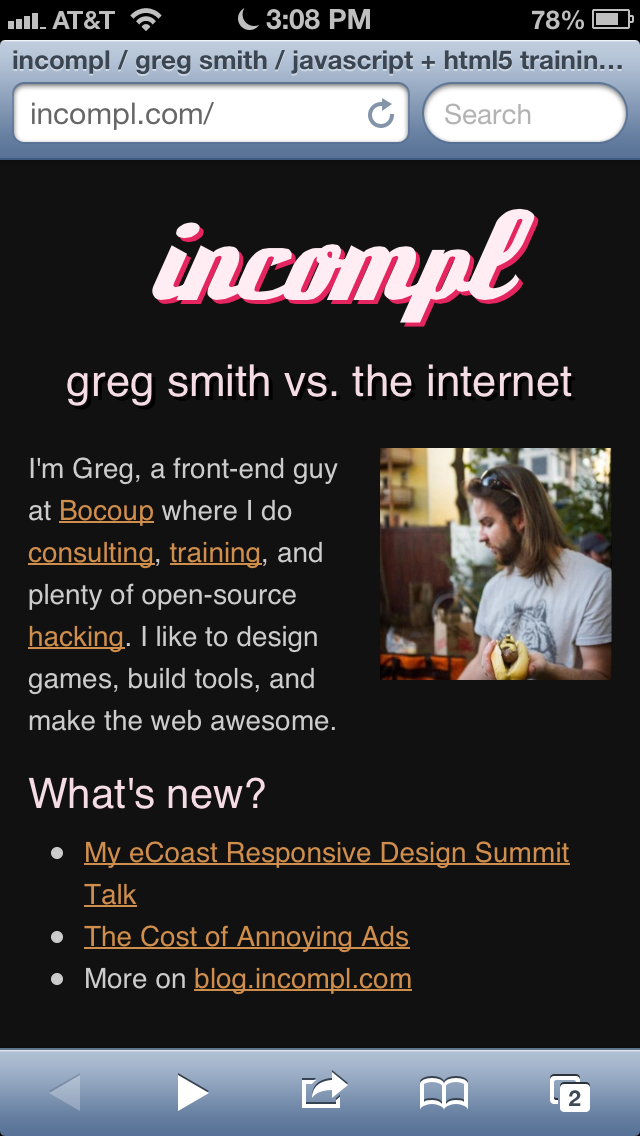 AT&T 3:08 PM 78%
incompl / greg smith / javascript + html5 trainin...
incompl.com/ Search
incompl
greg smith vs. the internet
I'm Greg, a front-end guy
at Bocoup where I do
consulting, training, and
plenty of open-source
hacking. I like to design
games, build tools, and
make the web awesome.
What's new?
• My eCoast Responsive Design Summit
Talk
• The Cost of Annoying Ads
• More on blog.incompl.com
2